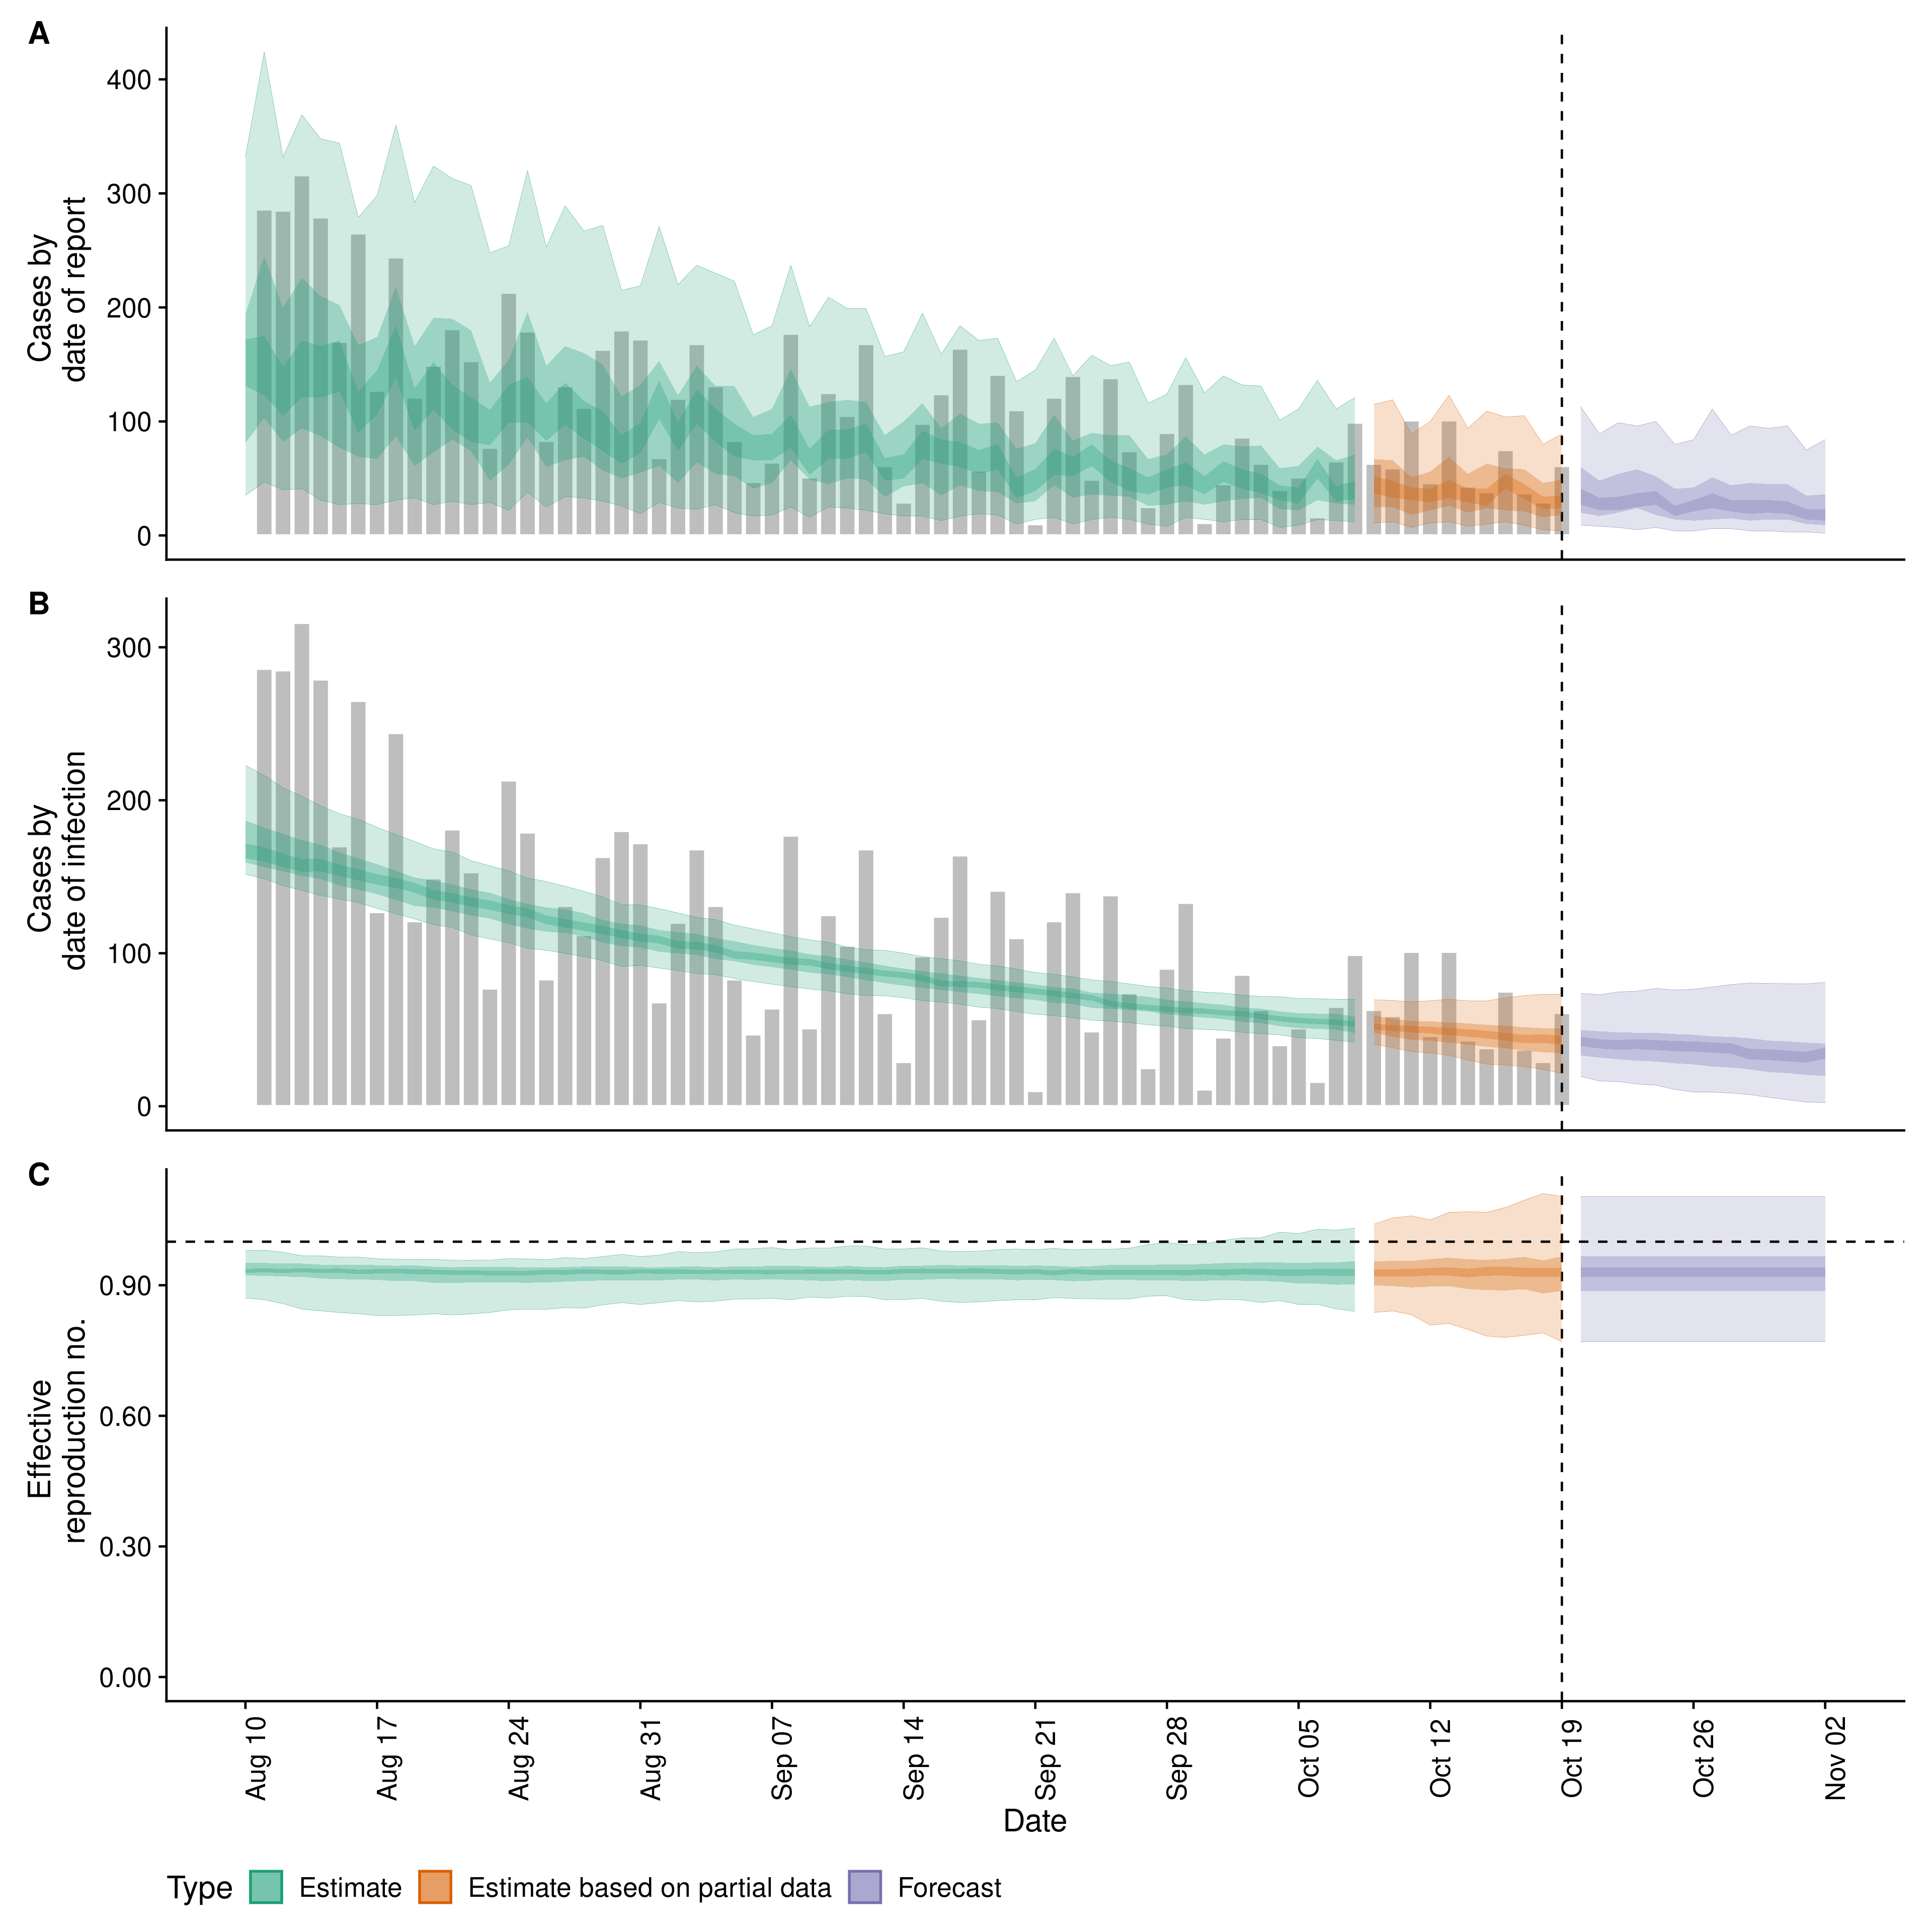 A
Cases by
date of report
400
300
200
100
0
B
Cases by
date of infection
300
200
100
0
C
Effective
reproduction no.
0.90
0.60
0.30
0.00
Aug 10
Aug 17
Aug 24
Aug 31
Sep 07
Sep 14
Sep 21
Sep 28
Oct 05
Oct 12
Oct 19
Oct 26
Nov 02
Date
Type Estimate Estimate based on partial data Forecast